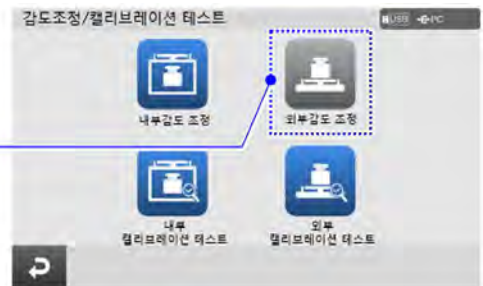 감도조정/캘리브레이션 테스트
USB PC
내부감도 조정
외부감도 조정
내부
캘리브레이션 테스트
외부
캘리브레이션 테스트